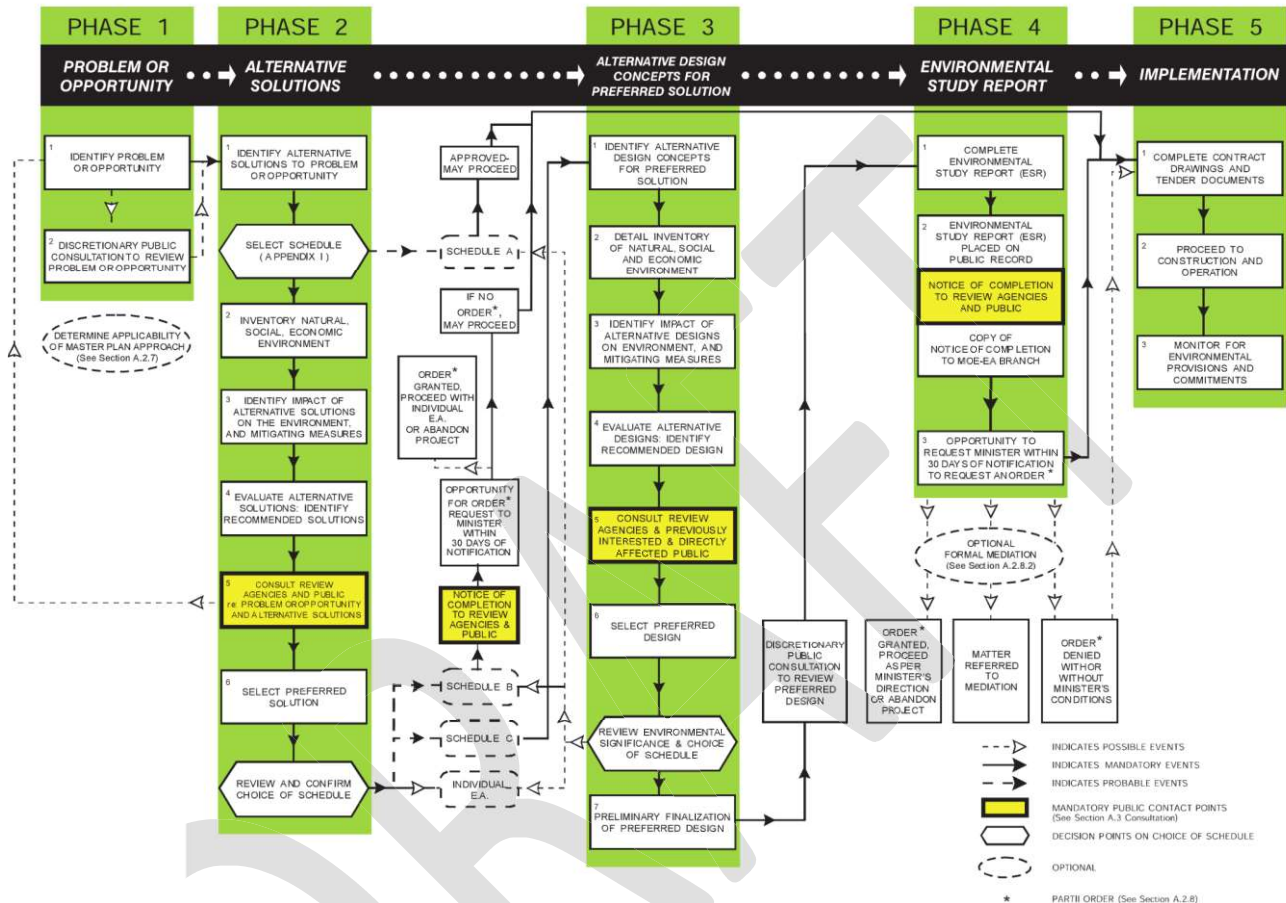 PHASE 1
PHASE 2
PHASE 3
PHASE 4
PHASE 5
PROBLEM OR
OPPORTUNITY
ALTERNATIVE
SOLUTIONS
ALTERNATIVE DESIGN
CONCEPTS FOR
PREFERRED SOLUTION
ENVIRONMENTAL
STUDY REPORT
IMPLEMENTATION
1
IDENTIFY PROBLEM
OR OPPORTUNITY
2
DISCRETIONARY PUBLIC
CONSULTATION TO REVIEW
PROBLEM OR OPPORTUNITY
DETERMINE APPLICABILITY
OF MASTER PLAN APPROACH
(See Section A.2.7)
1
IDENTIFY ALTERNATIVE
SOLUTIONS TO PROBLEM
OR OPPORTUNITY
SELECT SCHEDULE
(APPENDIX I)
2
INVENTORY NATURAL,
SOCIAL, ECONOMIC
ENVIRONMENT
3
IDENTIFY IMPACT OF
ALTERNATIVE SOLUTIONS
ON THE ENVIRONMENT,
AND MITIGATING MEASURES
4
EVALUATE ALTERNATIVE
SOLUTIONS: IDENTIFY
RECOMMENDED SOLUTIONS
5
CONSULT REVIEW
AGENCIES AND PUBLIC
re: PROBLEM OR OPPORTUNITY
AND ALTERNATIVE SOLUTIONS
6
SELECT PREFERRED
SOLUTION
REVIEW AND CONFIRM
CHOICE OF SCHEDULE
APPROVED-
MAY PROCEED
SCHEDULE A
IF NO
ORDER*,
MAY PROCEED
ORDER*
GRANTED,
PROCEED WITH
INDIVIDUAL
E.A.
OR ABANDON
PROJECT
OPPORTUNITY
FOR ORDER*
REQUEST TO
MINISTER
WITHIN
30 DAYS OF
NOTIFICATION
NOTICE OF
COMPLETION
TO REVIEW
AGENCIES &
PUBLIC
SCHEDULE B
SCHEDULE C
INDIVIDUAL
E.A.
1
IDENTIFY ALTERNATIVE
DESIGN CONCEPTS
FOR PREFERRED
SOLUTION
2
DETAIL INVENTORY
OF NATURAL, SOCIAL
AND ECONOMIC
ENVIRONMENT
3
IDENTIFY IMPACT OF
ALTERNATIVE DESIGNS
ON ENVIRONMENT, AND
MITIGATING MEASURES
4
EVALUATE ALTERNATIVE
DESIGNS: IDENTIFY
RECOMMENDED DESIGN
5
CONSULT REVIEW
AGENCIES & PREVIOUSLY
INTERESTED & DIRECTLY
AFFECTED PUBLIC
6
SELECT PREFERRED
DESIGN
REVIEW ENVIRONMENTAL
SIGNIFICANCE & CHOICE
OF SCHEDULE
7
PRELIMINARY FINALIZATION
OF PREFERRED DESIGN
DISCRETIONARY
PUBLIC
CONSULTATION
TO REVIEW
PREFERRED
DESIGN
1
COMPLETE
ENVIRONMENTAL
STUDY REPORT (ESR)
2
ENVIRONMENTAL
STUDY REPORT (ESR)
PLACED ON
PUBLIC RECORD
NOTICE OF COMPLETION
TO REVIEW AGENCIES
AND PUBLIC
COPY OF
NOTICE OF COMPLETION
TO MOE-EA BRANCH
3
OPPORTUNITY TO
REQUEST MINISTER WITHIN
30 DAYS OF NOTIFICATION
TO REQUEST AN ORDER *
OPTIONAL
FORMAL MEDIATION
(See Section A.2.8.2)
ORDER*
GRANTED,
PROCEED
AS PER
MINISTER'S
DIRECTION
OR ABANDON
PROJECT
MATTER
REFERRED
TO
MEDIATION
ORDER*
DENIED
WITH OR
WITHOUT
MINISTER'S
CONDITIONS
1
COMPLETE CONTRACT
DRAWINGS AND
TENDER DOCUMENTS
2
PROCEED TO
CONSTRUCTION AND
OPERATION
3
MONITOR FOR
ENVIRONMENTAL
PROVISIONS AND
COMMITMENTS
INDICATES POSSIBLE EVENTS
INDICATES MANDATORY EVENTS
INDICATES PROBABLE EVENTS
MANDATORY PUBLIC CONTACT POINTS
(See Section A.3 Consultation)
DECISION POINTS ON CHOICE OF SCHEDULE
OPTIONAL
* PART II ORDER (See Section A.2.8)
DRAFT